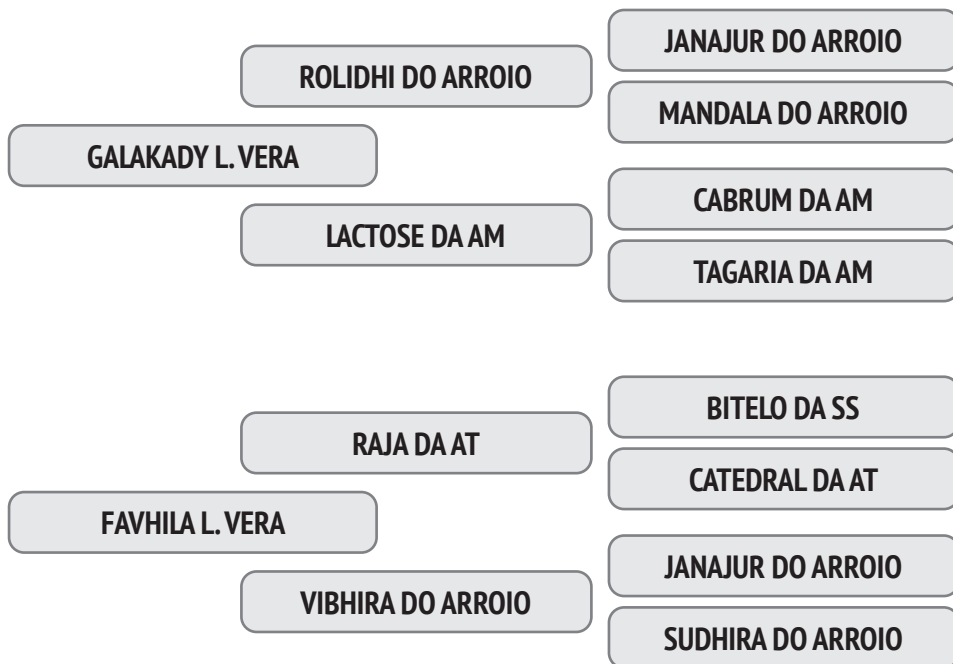 JANAJUR DO ARROIO
ROLIDHI DO ARROIO
MANDALA DO ARROIO
GALAKADY L. VERA
CABRUM DA AM
LACTOSE DA AM
TAGARIA DA AM
BITELO DA SS
RAJA DA AT
CATEDRAL DA AT
FAVHILA L. VERA
JANAJUR DO ARROIO
VIBHIRA DO ARROIO
SUDHIRA DO ARROIO